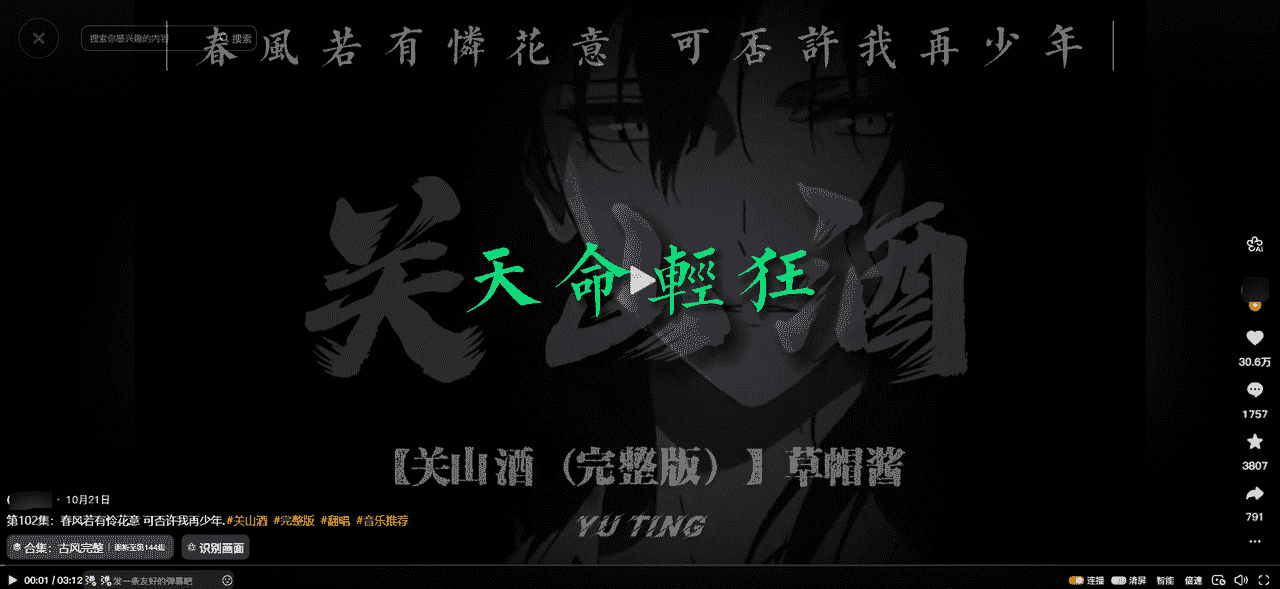 搜索你感兴趣的内容 搜索
春風若有憐花意 可否許我再少年
关山酒
天命輕狂
AI
30.6万
1757
3807
791
〖关山酒（完整版）〗草帽酱
YU TING
· 10月21日
第102集：春风若有怜花意 可否许我再少年.#关山酒 #完整版 #翻唱 #音乐推荐
合集：古风完整 | 更新至第144集 识别画面
00:01 / 03:12 弹 弹 发一条友好的弹幕吧 连播 清屏 智能 倍速